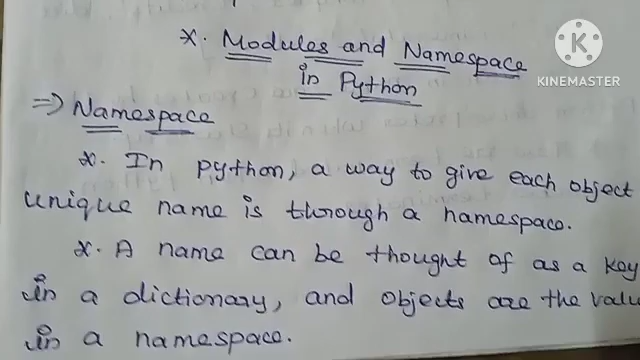 *. Modules and Namespace
in Python
K
KINEMASTER
⇒ Namespace
*. In python, a way to give each object
unique name is through a namespace.
*. A name can be thought of as a key
in a dictionary, and objects are the valu
in a namespace.